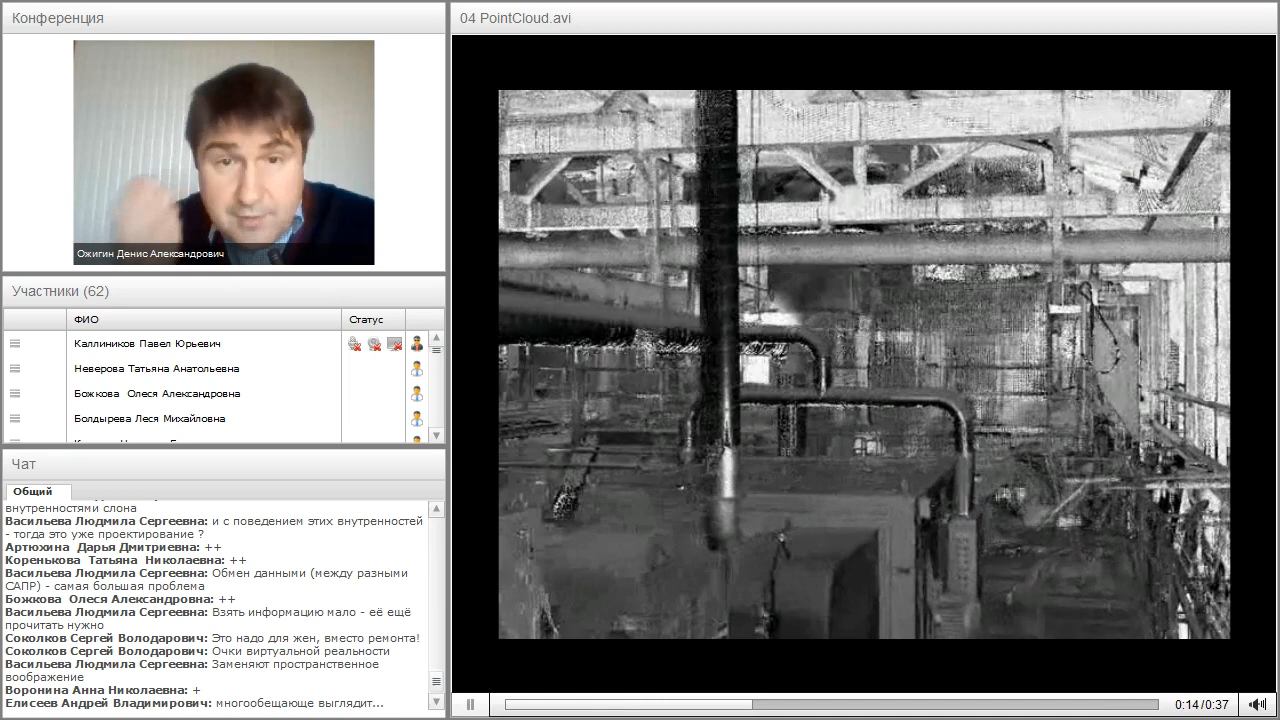 Конференция
Ожигин Денис Александрович
Участники (62)
ФИО
Статус
Каллиников Павел Юрьевич
Неверова Татьяна Анатольевна
Божкова Олеся Александровна
Болдырева Леся Михайловна
Чат
Общий
внутренностями слона
Васильева Людмила Сергеевна: и с поведением этих внутренностей
- тогда это уже проектирование ?
Артюхина Дарья Дмитриевна: ++
Коренькова Татьяна Николаевна: ++
Васильева Людмила Сергеевна: Обмен данными (между разными
САПР) - самая большая проблема
Божкова Олеся Александровна: ++
Васильева Людмила Сергеевна: Взять информацию мало - её ещё
прочитать нужно
Соколков Сергей Володарович: Это надо для жен, вместо ремонта!
Соколков Сергей Володарович: Очки виртуальной реальности
Васильева Людмила Сергеевна: Заменяют пространственное
воображение
Воронина Анна Николаевна: +
Елисеев Андрей Владимирович: многообещающе выглядит...
04 PointCloud.avi
0:14/0:37